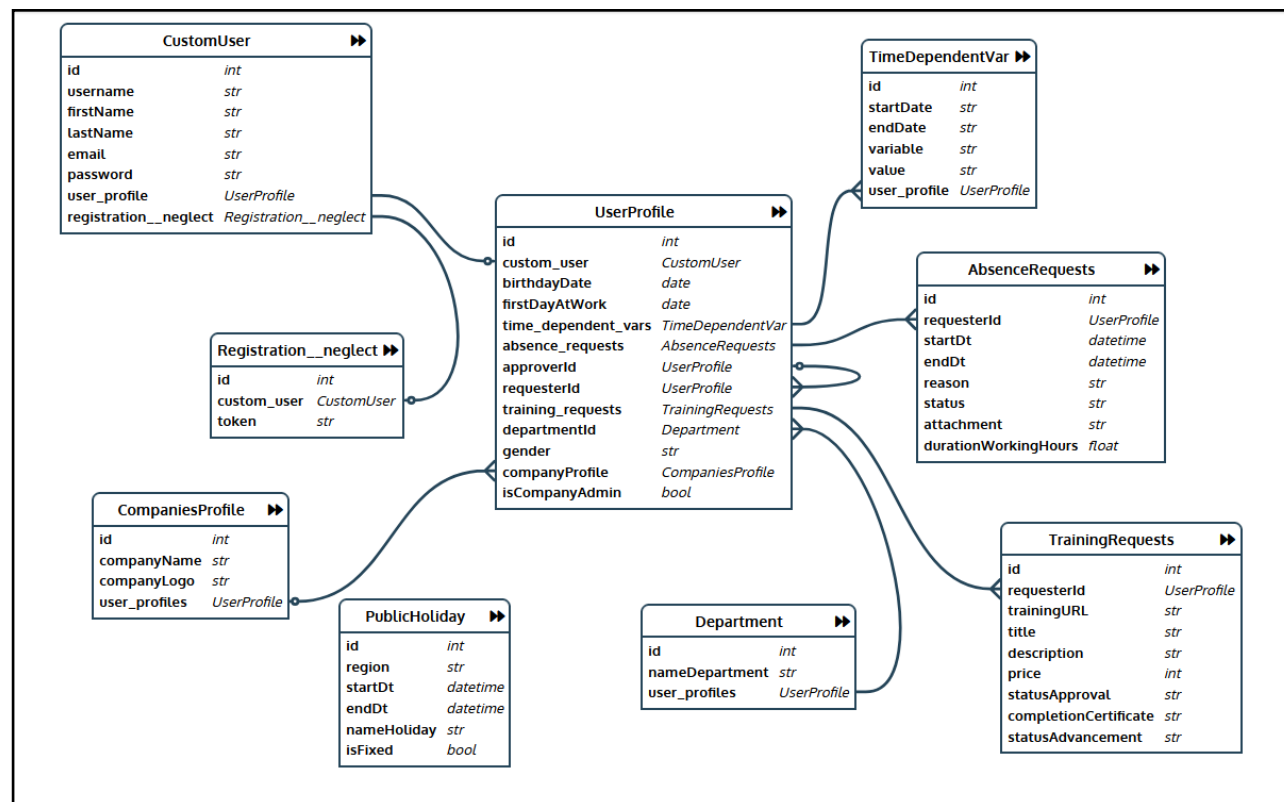 CustomUser
id int
username str
firstName str
lastName str
email str
password str
user_profile UserProfile
registration__neglect Registration__neglect
TimeDependentVar
id int
startDate str
endDate str
variable str
value str
user_profile UserProfile
UserProfile
id int
custom_user CustomUser
birthdayDate date
firstDayAtWork date
time_dependent_vars TimeDependentVar
absence_requests AbsenceRequests
approverId UserProfile
requesterId UserProfile
training_requests TrainingRequests
departmentId Department
gender str
companyProfile CompaniesProfile
isCompanyAdmin bool
AbsenceRequests
id int
requesterId UserProfile
startDt datetime
endDt datetime
reason str
status str
attachment str
durationWorkingHours float
Registration__neglect
id int
custom_user CustomUser
token str
CompaniesProfile
id int
companyName str
companyLogo str
user_profiles UserProfile
PublicHoliday
id int
region str
startDt datetime
endDt datetime
nameHoliday str
isFixed bool
Department
id int
nameDepartment str
user_profiles UserProfile
TrainingRequests
id int
requesterId UserProfile
trainingURL str
title str
description str
price int
statusApproval str
completionCertificate str
statusAdvancement str